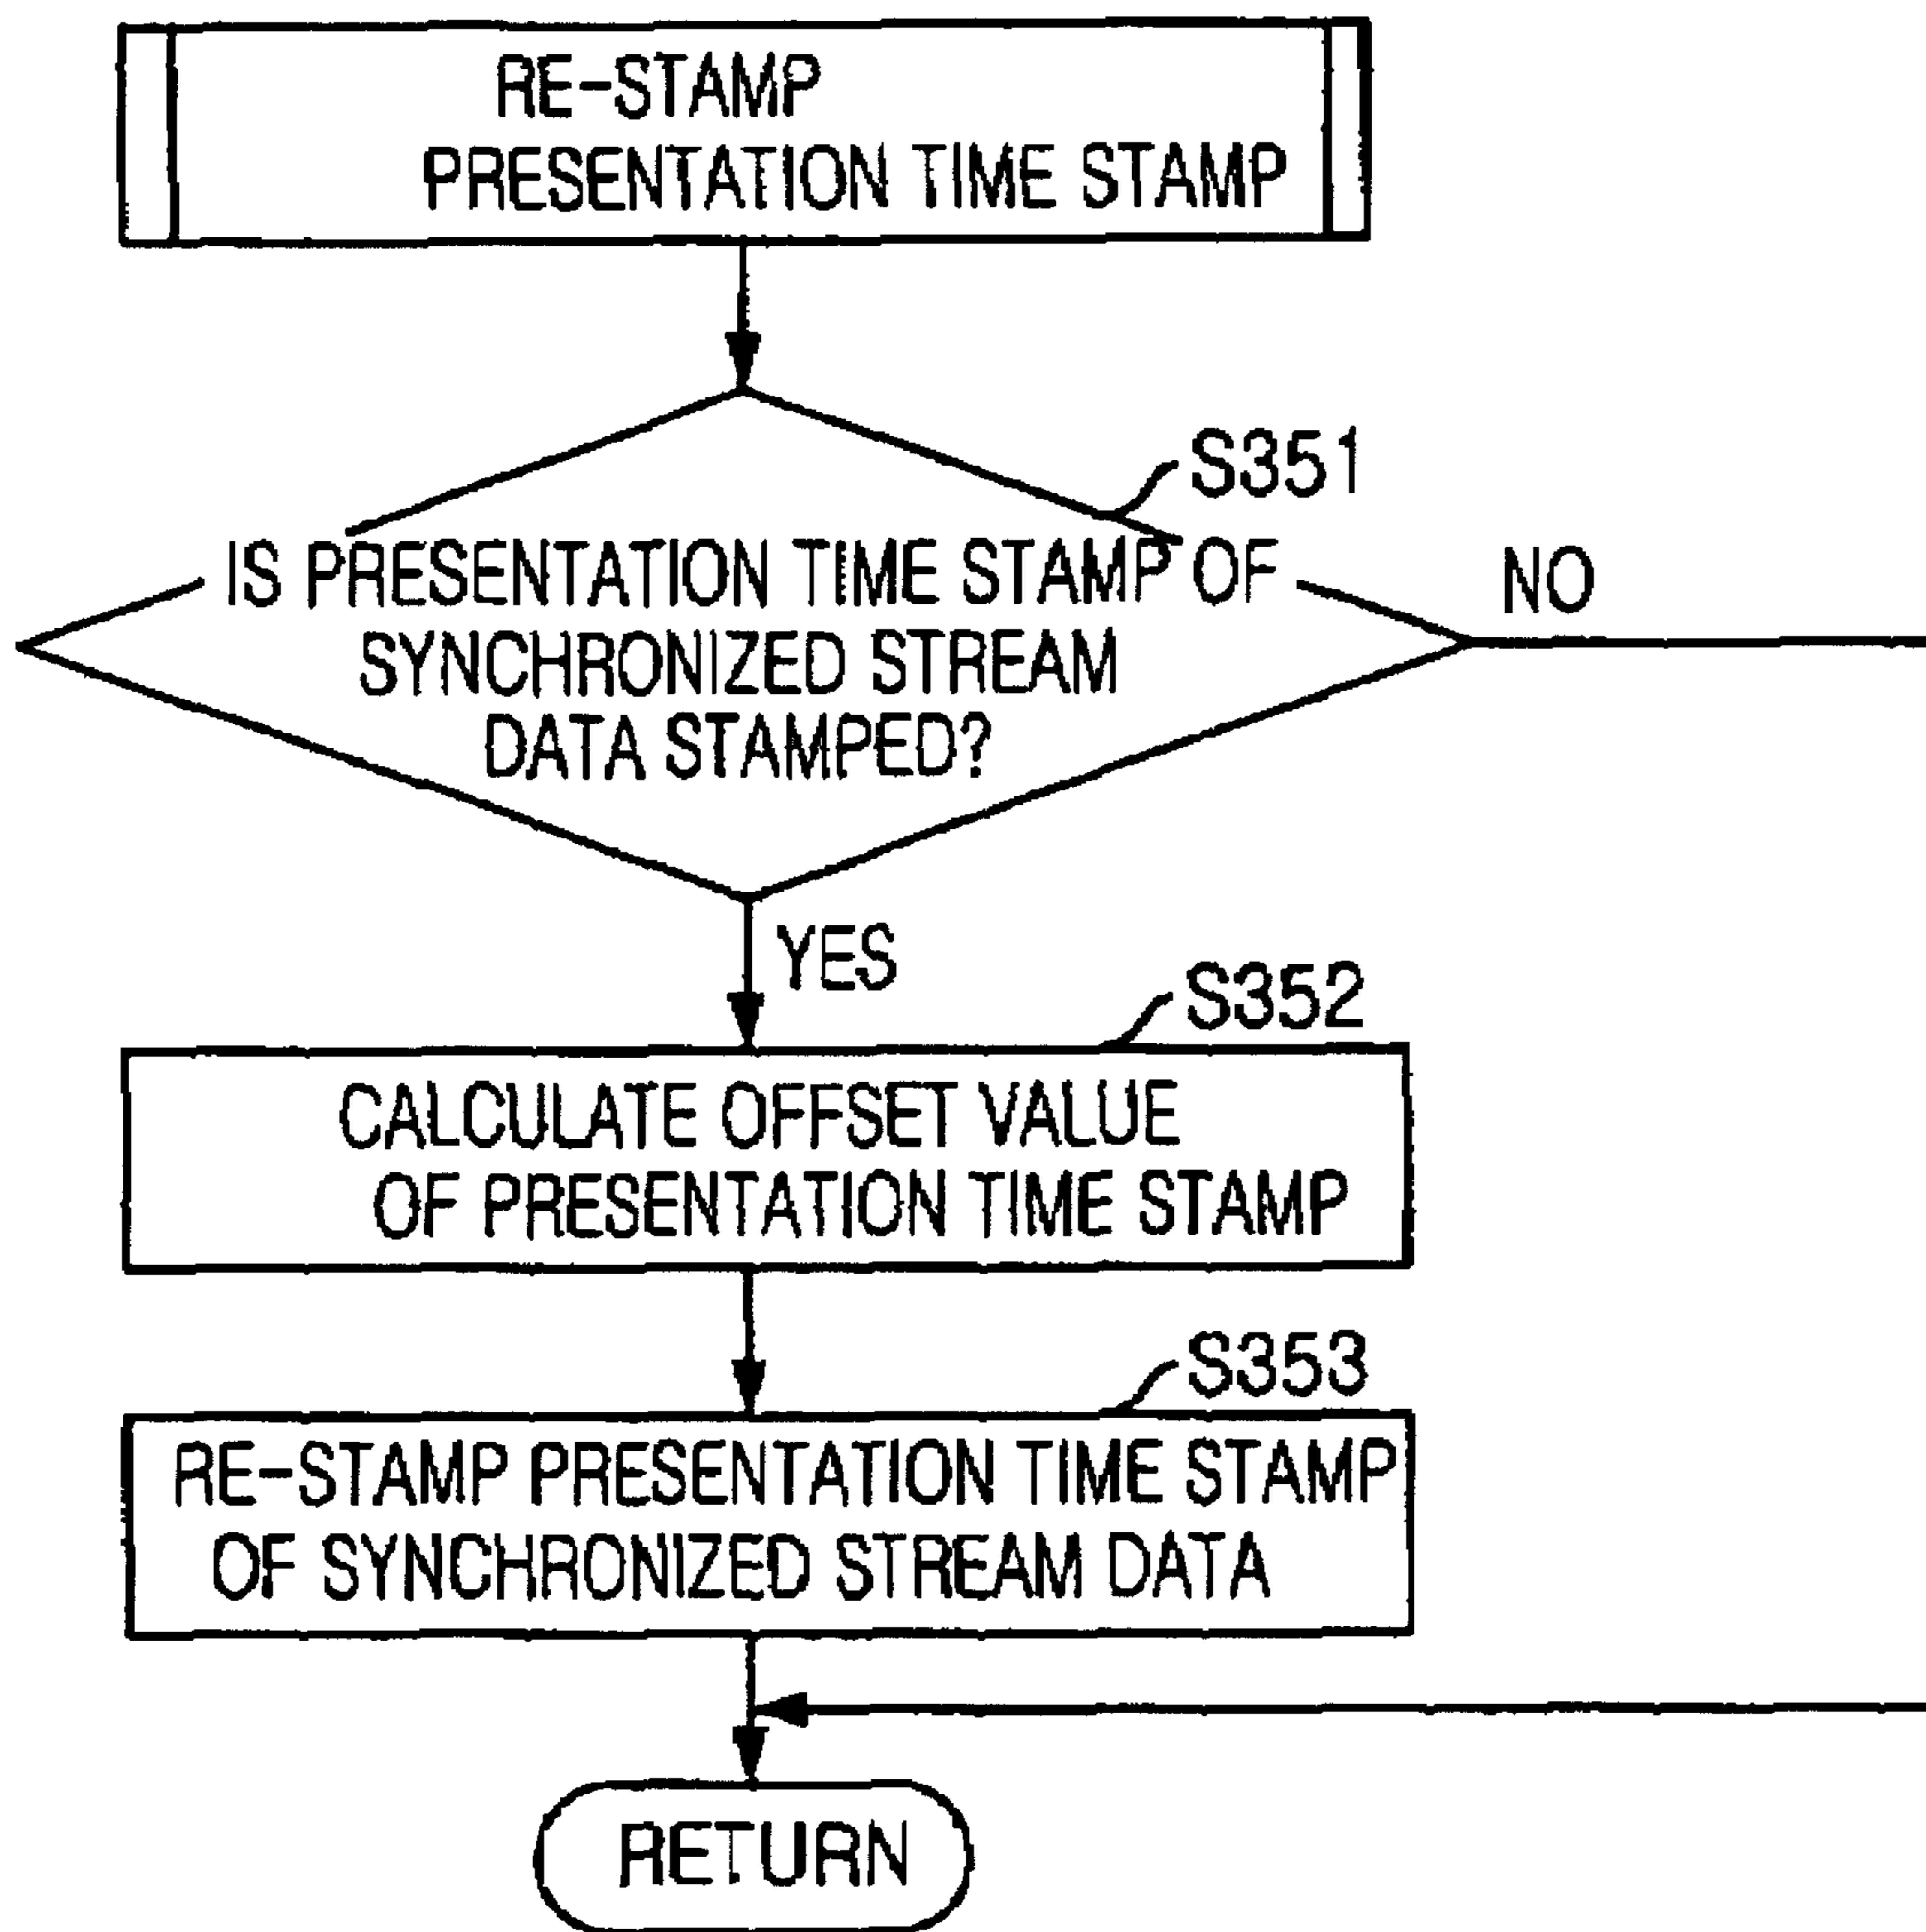 RE-STAMP
PRESENTATION TIME STAMP
S351
IS PRESENTATION TIME STAMP OF
SYNCHRONIZED STREAM
DATA STAMPED?
NO
YES
S352
CALCULATE OFFSET VALUE
OF PRESENTATION TIME STAMP
S353
RE-STAMP PRESENTATION TIME STAMP
OF SYNCHRONIZED STREAM DATA
RETURN